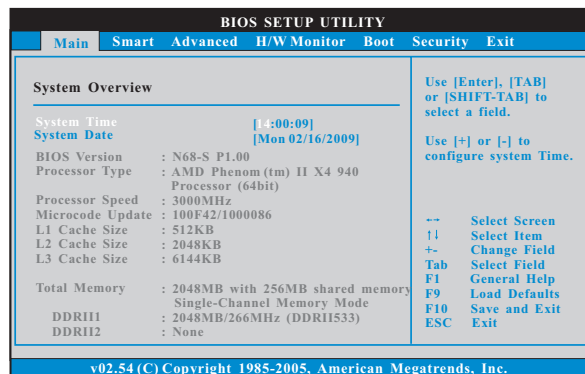 BIOS SETUP UTILITY
Main Smart Advanced H/W Monitor Boot Security Exit
System Overview
System Time [14:00:09]
System Date [Mon 02/16/2009]
BIOS Version : N68-S P1.00
Processor Type : AMD Phenom (tm) II X4 940
Processor (64bit)
Processor Speed : 3000MHz
Microcode Update : 100F42/1000086
L1 Cache Size : 512KB
L2 Cache Size : 2048KB
L3 Cache Size : 6144KB
Total Memory : 2048MB with 256MB shared memory
Single-Channel Memory Mode
DDRII1 : 2048MB/266MHz (DDRII533)
DDRII2 : None
Use [Enter], [TAB]
or [SHIFT-TAB] to
select a field.
Use [+] or [-] to
configure system Time.
←→ Select Screen
↑↓ Select Item
+- Change Field
Tab Select Field
F1 General Help
F9 Load Defaults
F10 Save and Exit
ESC Exit
v02.54 (C) Copyright 1985-2005, American Megatrends, Inc.